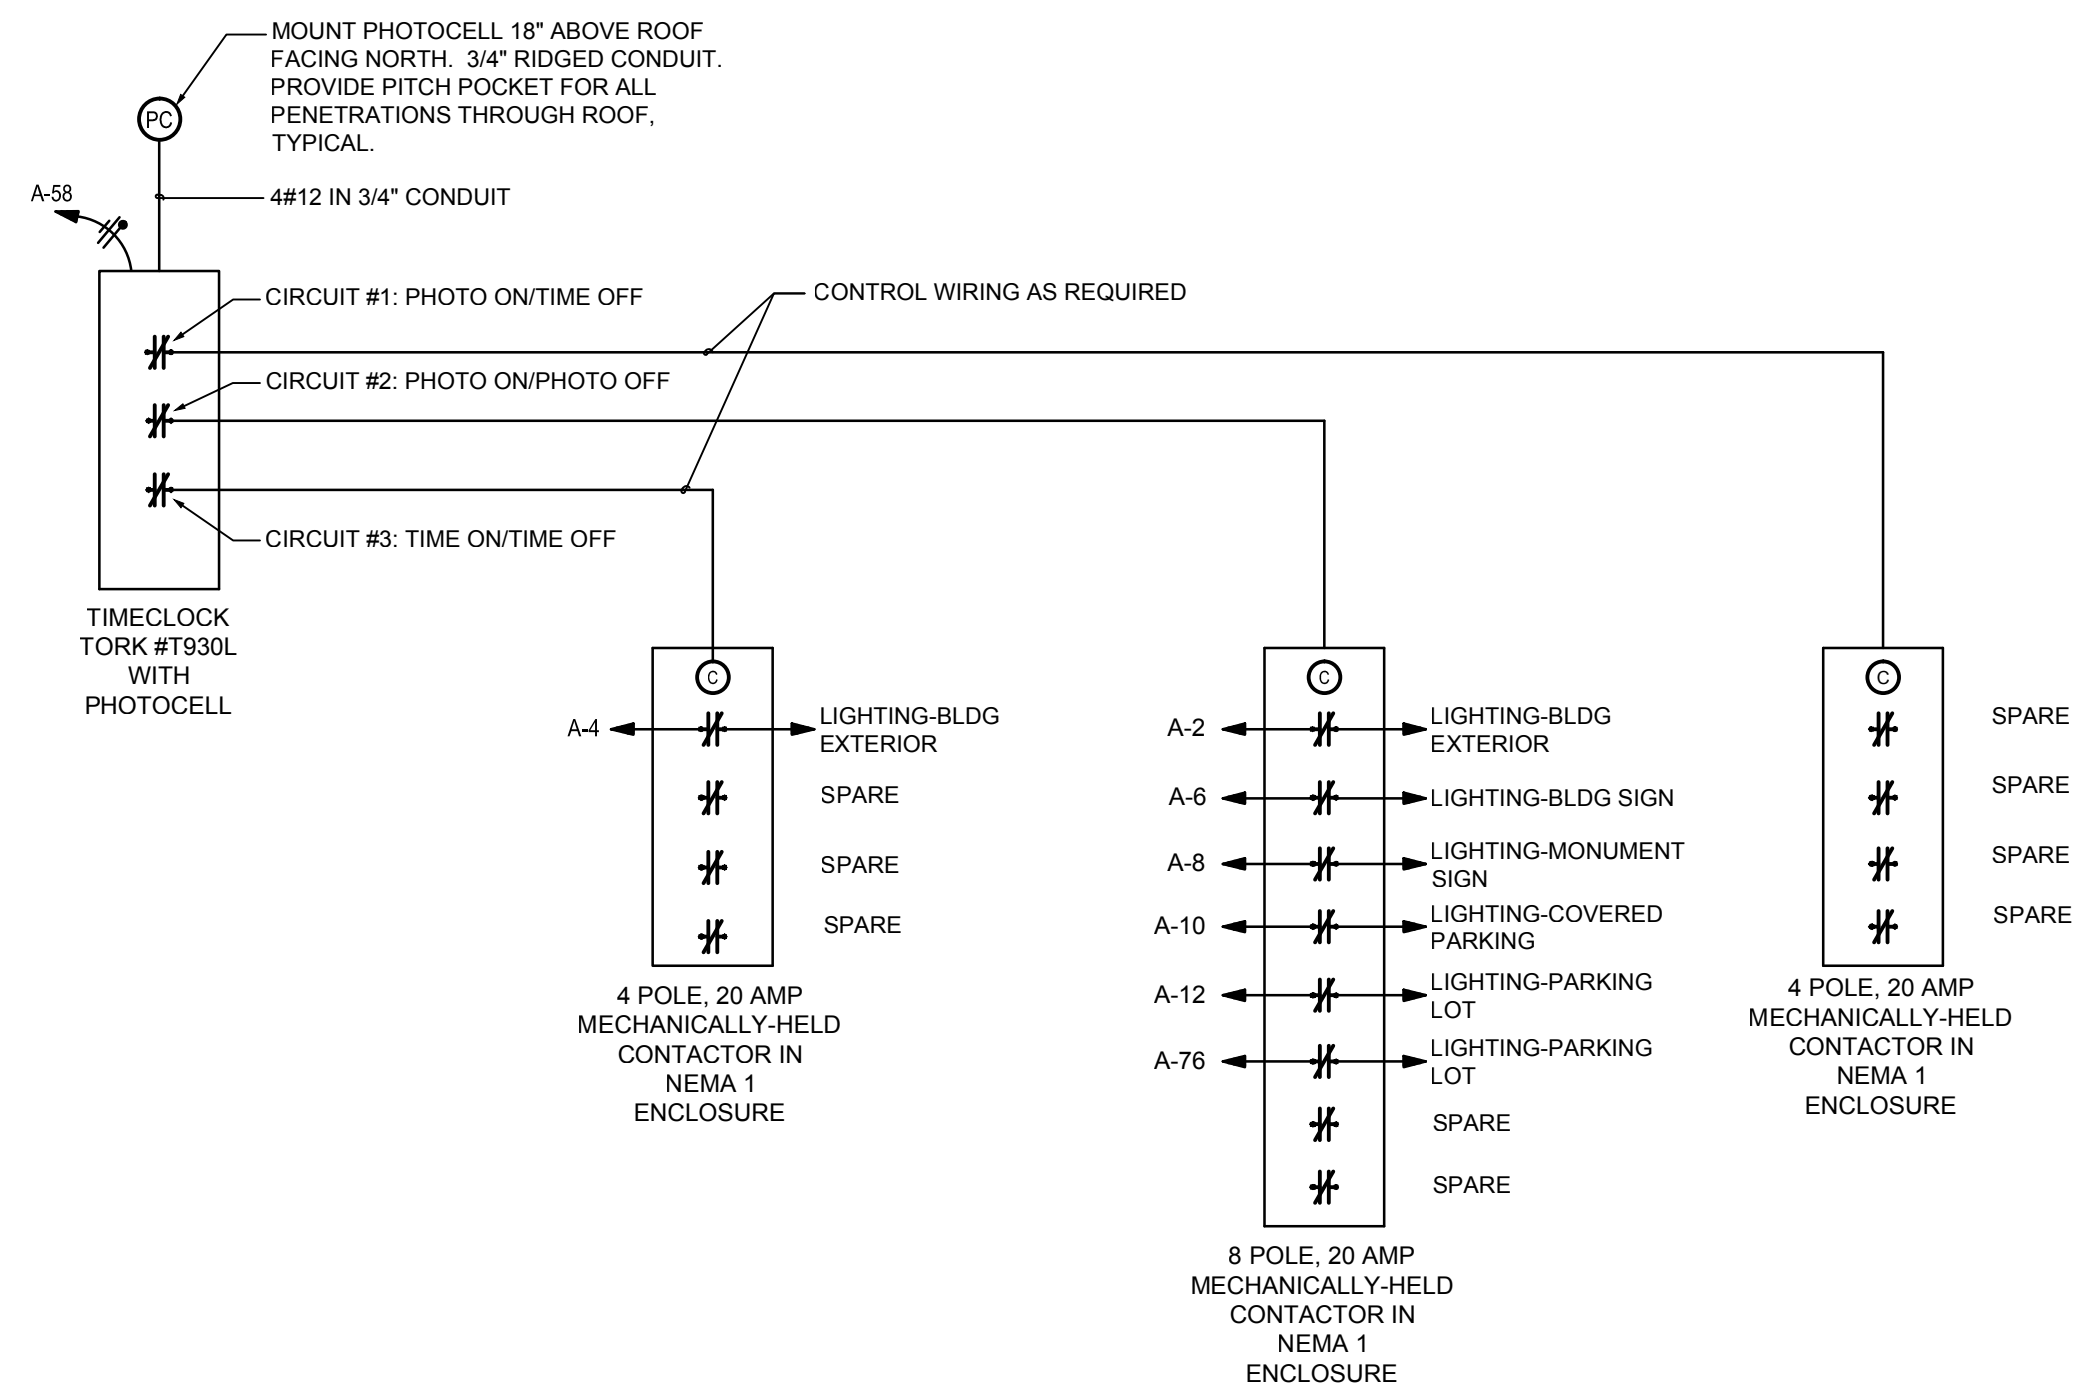 MOUNT PHOTOCELL 18" ABOVE ROOF
FACING NORTH. 3/4" RIDGED CONDUIT.
PROVIDE PITCH POCKET FOR ALL
PENETRATIONS THROUGH ROOF,
TYPICAL.
PC
A-58
4#12 IN 3/4" CONDUIT
CIRCUIT #1: PHOTO ON/TIME OFF
CONTROL WIRING AS REQUIRED
CIRCUIT #2: PHOTO ON/PHOTO OFF
CIRCUIT #3: TIME ON/TIME OFF
TIMECLOCK
TORK #T930L
WITH
PHOTOCELL
C
A-4
LIGHTING-BLDG
EXTERIOR
SPARE
SPARE
SPARE
4 POLE, 20 AMP
MECHANICALLY-HELD
CONTACTOR IN
NEMA 1
ENCLOSURE
C
A-2
LIGHTING-BLDG
EXTERIOR
A-6
LIGHTING-BLDG SIGN
A-8
LIGHTING-MONUMENT
SIGN
A-10
LIGHTING-COVERED
PARKING
A-12
LIGHTING-PARKING
LOT
A-76
LIGHTING-PARKING
LOT
SPARE
SPARE
8 POLE, 20 AMP
MECHANICALLY-HELD
CONTACTOR IN
NEMA 1
ENCLOSURE
C
SPARE
SPARE
SPARE
SPARE
4 POLE, 20 AMP
MECHANICALLY-HELD
CONTACTOR IN
NEMA 1
ENCLOSURE